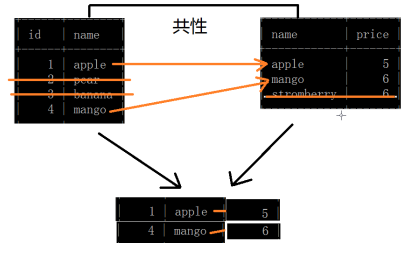 共性
id name
1 apple
2 pear
3 banana
4 mango
name price
apple 5
mango 6
stromberry 6
1 apple 5
4 mango 6